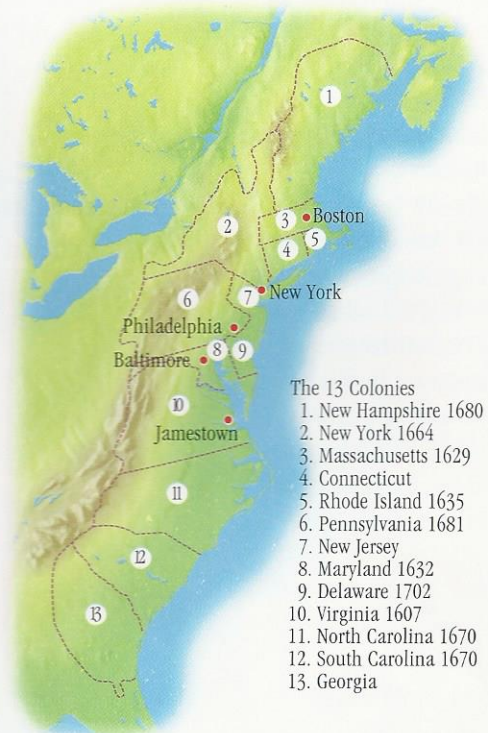 1
2
3
Boston
4
5
6
7
New York
Philadelphia
8
9
Baltimore
10
Jamestown
11
12
13
The 13 Colonies
1. New Hampshire 1680
2. New York 1664
3. Massachusetts 1629
4. Connecticut
5. Rhode Island 1635
6. Pennsylvania 1681
7. New Jersey
8. Maryland 1632
9. Delaware 1702
10. Virginia 1607
11. North Carolina 1670
12. South Carolina 1670
13. Georgia